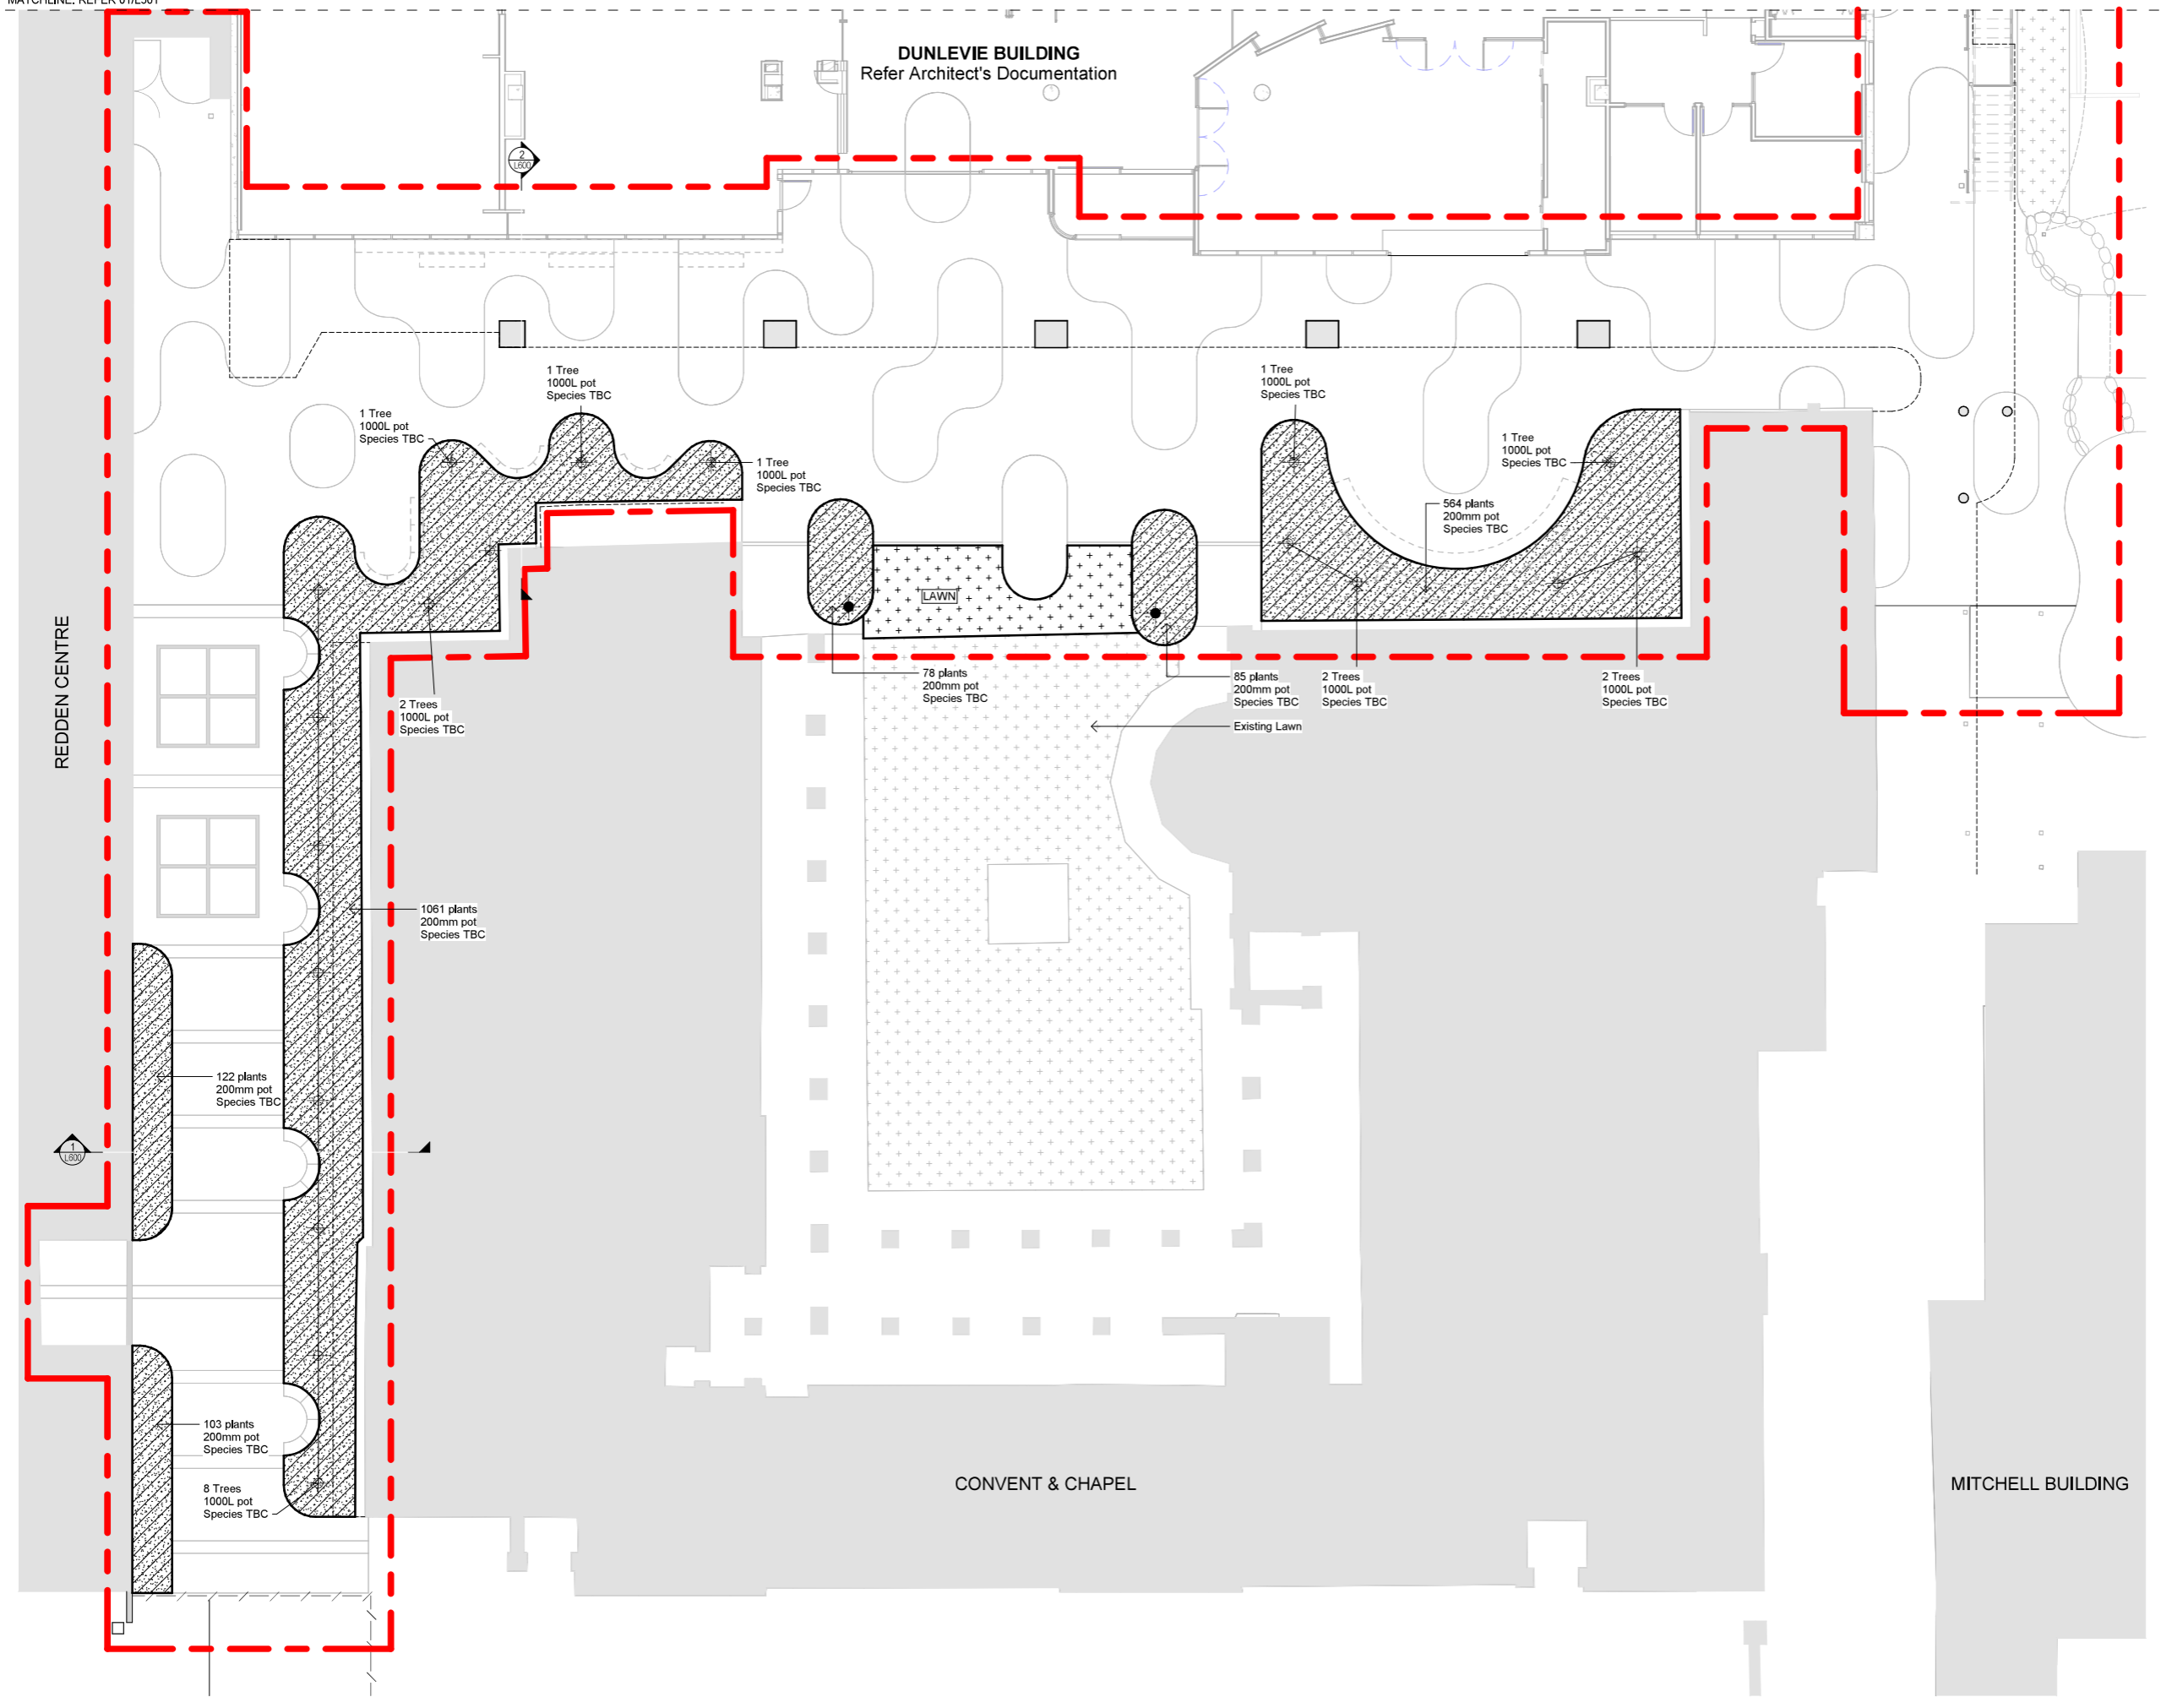 DUNLEVIE BUILDING
Refer Architect's Documentation
2
L600
1 Tree
1000L pot
Species TBC
1 Tree
1000L pot
Species TBC
1 Tree
1000L pot
Species TBC
1 Tree
1000L pot
Species TBC
1 Tree
1000L pot
Species TBC
564 plants
200mm pot
Species TBC
LAWN
REDDEN CENTRE
2 Trees
1000L pot
Species TBC
78 plants
200mm pot
Species TBC
85 plants
200mm pot
Species TBC
2 Trees
1000L pot
Species TBC
2 Trees
1000L pot
Species TBC
Existing Lawn
1061 plants
200mm pot
Species TBC
122 plants
200mm pot
Species TBC
1
L600
103 plants
200mm pot
Species TBC
8 Trees
1000L pot
Species TBC
CONVENT & CHAPEL
MITCHELL BUILDING